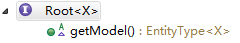 Root<X>
getModel() : EntityType<X>